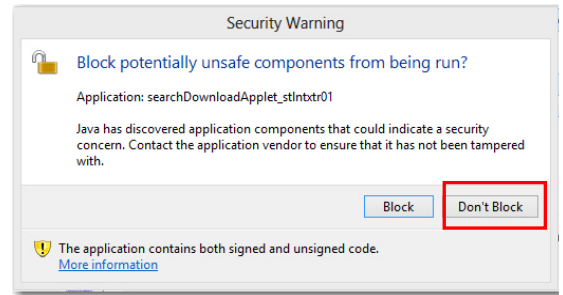 Security Warning
Block potentially unsafe components from being run?
Application: searchDownloadApplet_stlntxtr01
Java has discovered application components that could indicate a security
concern. Contact the application vendor to ensure that it has not been tampered
with.
Block
Don't Block
The application contains both signed and unsigned code.
More information